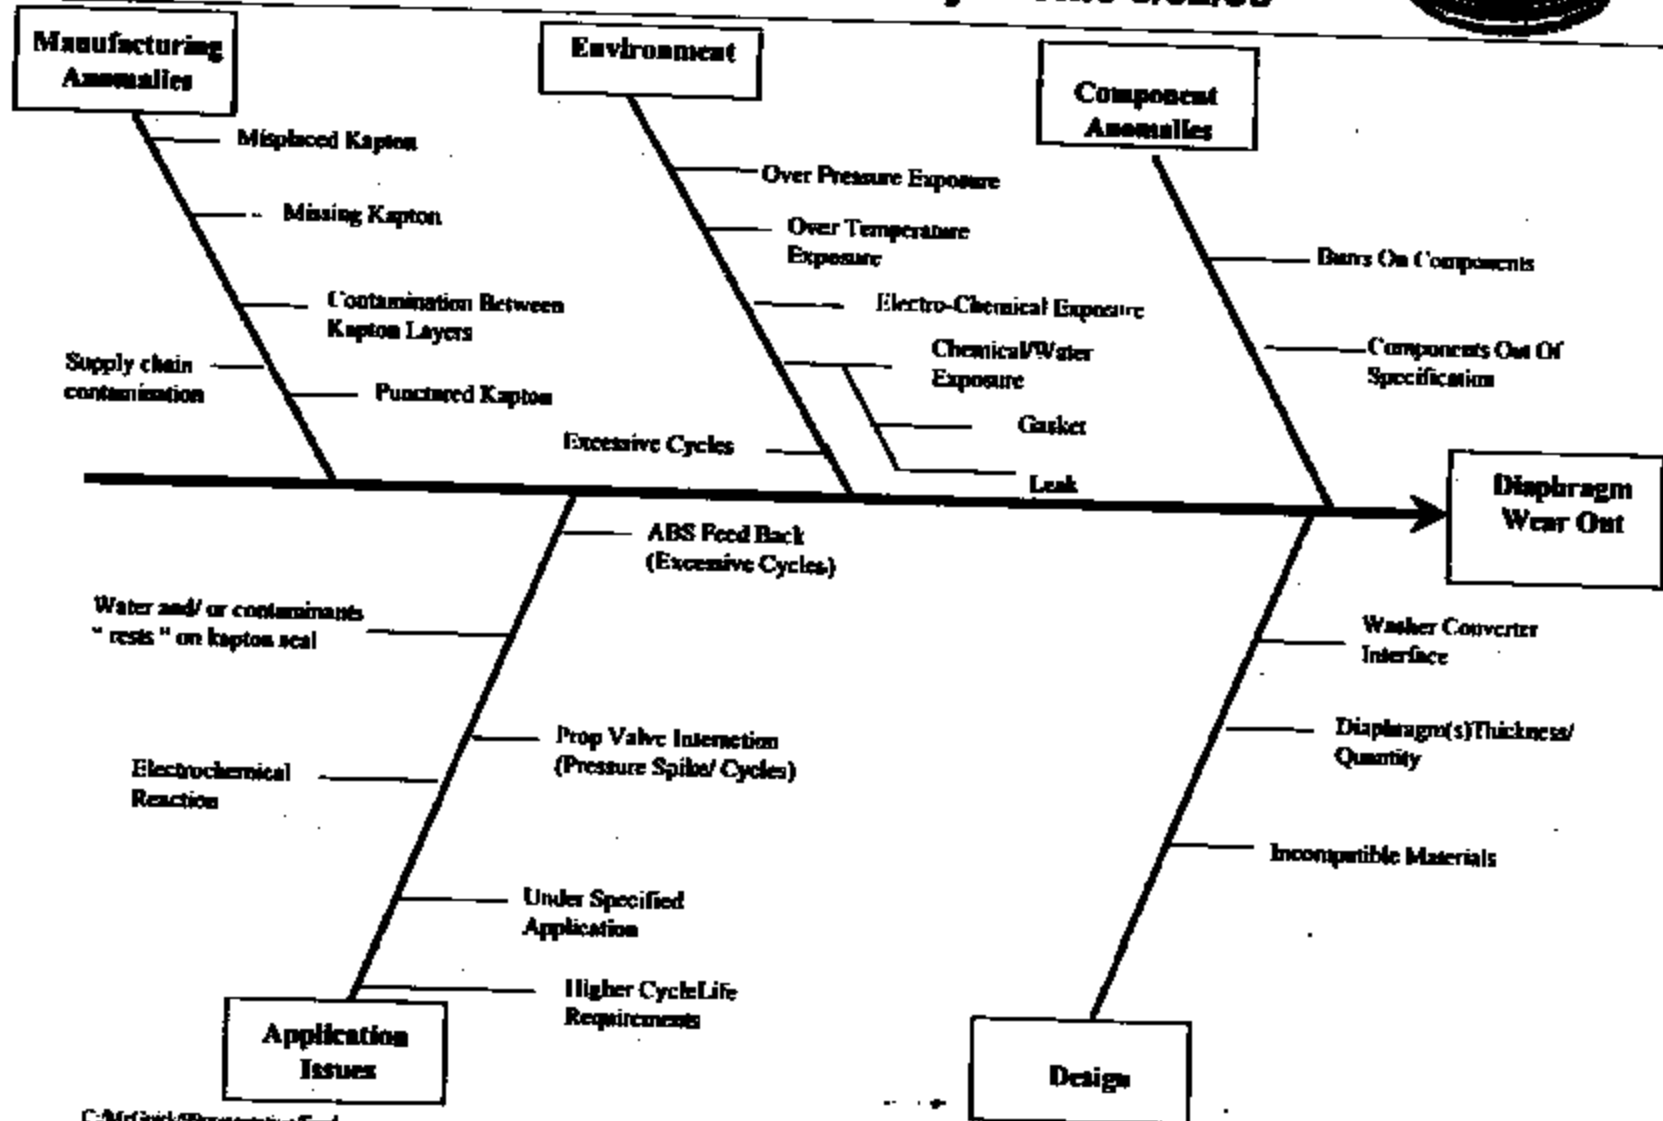 Manufacturing
Anomalies
Environment
Component
Anomalies
Misplaced Kapton
Missing Kapton
Contamination Between
Kapton Layers
Supply chain
contamination
Punctured Kapton
Over Pressure Exposure
Over Temperature
Exposure
Electro-Chemical Exposure
Chemical/Water
Exposure
Gasket
Leak
Excessive Cycles
Burrs On Components
Components Out Of
Specification
Diaphragm
Wear Out
ABS Feed Back
(Excessive Cycles)
Water and/ or contaminants
" rests " on kapton seal
Prop Valve Internetion
(Pressure Spike/ Cycles)
Electrochemical
Reaction
Under Specified
Application
Higher CycleLife
Requirements
Application
Issues
Washer Converter
Interface
Diaphragm(s)Thickness/
Quantity
Incompatible Materials
Design